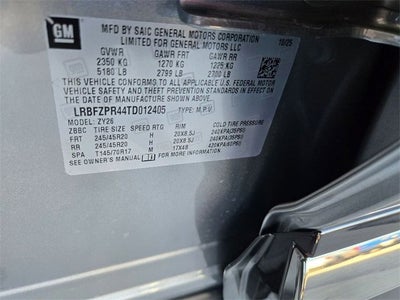 GM
MFD BY SAIC GENERAL MOTORS CORPORATION
LIMITED FOR GENERAL MOTORS LLC 10/25
GVWR GAWR FRT GAWR RR
2350 KG 1270 KG 1225 KG
5180 LB 2799 LB 2700 LB
THIS VEHICLE CONFORMS TO ALL APPLICABLE U.S. FEDERAL MOTOR
VEHICLE SAFETY THEFT PREVENTION STANDARDS IN EFFECT
ON THE DATE OF MANUFACTURE SHOWN ABOVE.
LRBFZPR44TD012405 TYPE: M.P.V.
MODEL: ZY26
TIRE SIZE SPEED RTG RIM COLD TIRE PRESSURE
FRT 245/45R20 H 20X8.5J 240KPA(35PSI)
RR 245/45R20 H 20X8.5J 240KPA(35PSI)
SP T145/70R17 M 17X4B 420KPA(60PSI)
SEE OWNER'S MANUAL FOR MORE INFORMATION.